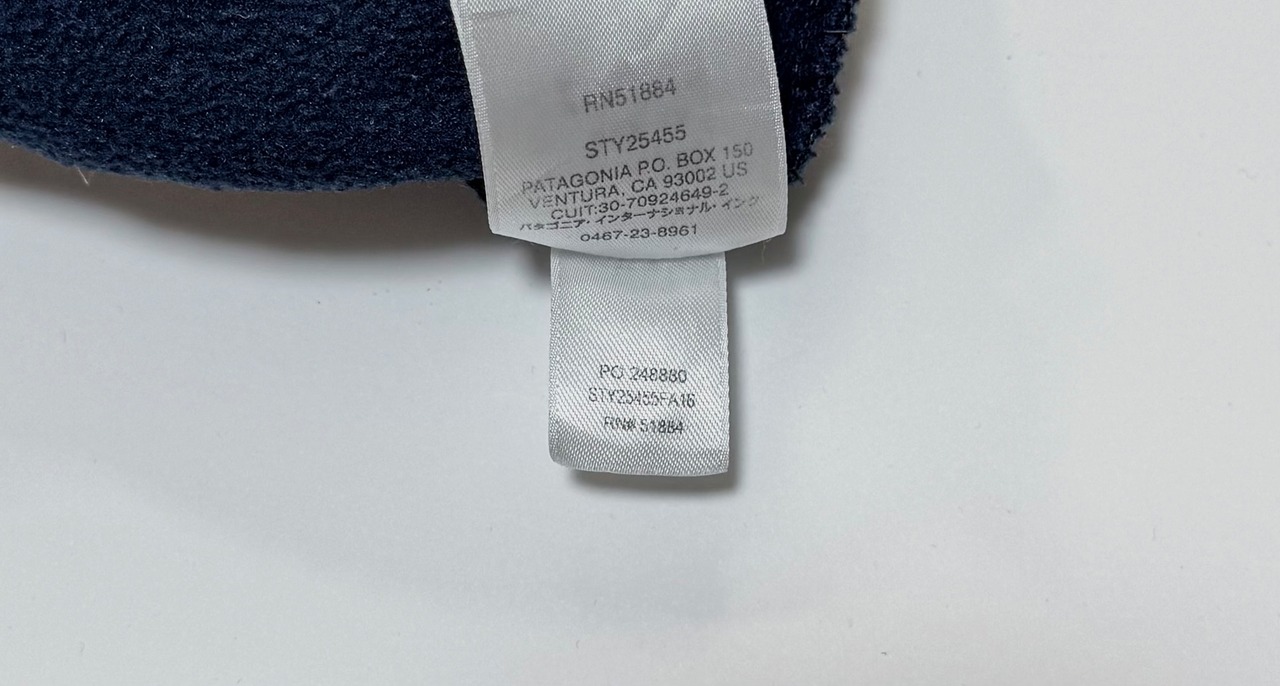 RN51884
STY25455
PATAGONIA P.O. BOX 150
VENTURA, CA 93002 US
CUIT:30-70924649-2
パタゴニア・インターナショナル・インク
0467-23-8961
PO 248880
STY25455FA16
RN# 51884